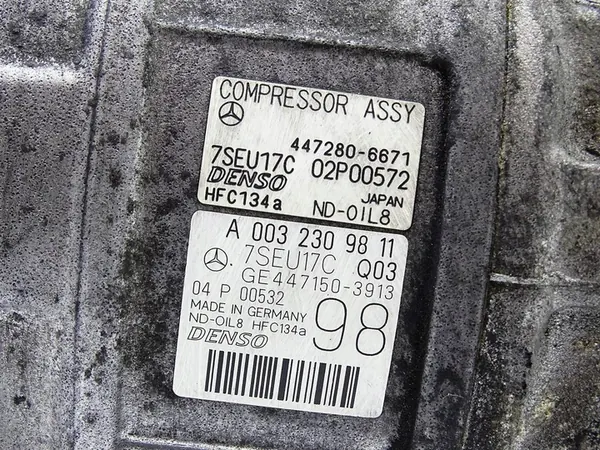 COMPRESSOR ASSY
447280-6671
7SEU17C 02P00572
DENSO JAPAN
HFC134a ND-OIL8
A 003 230 98 11
7SEU17C Q03
GE447150-3913
04 P 00532
MADE IN GERMANY
ND-OIL8 HFC134a
DENSO 98